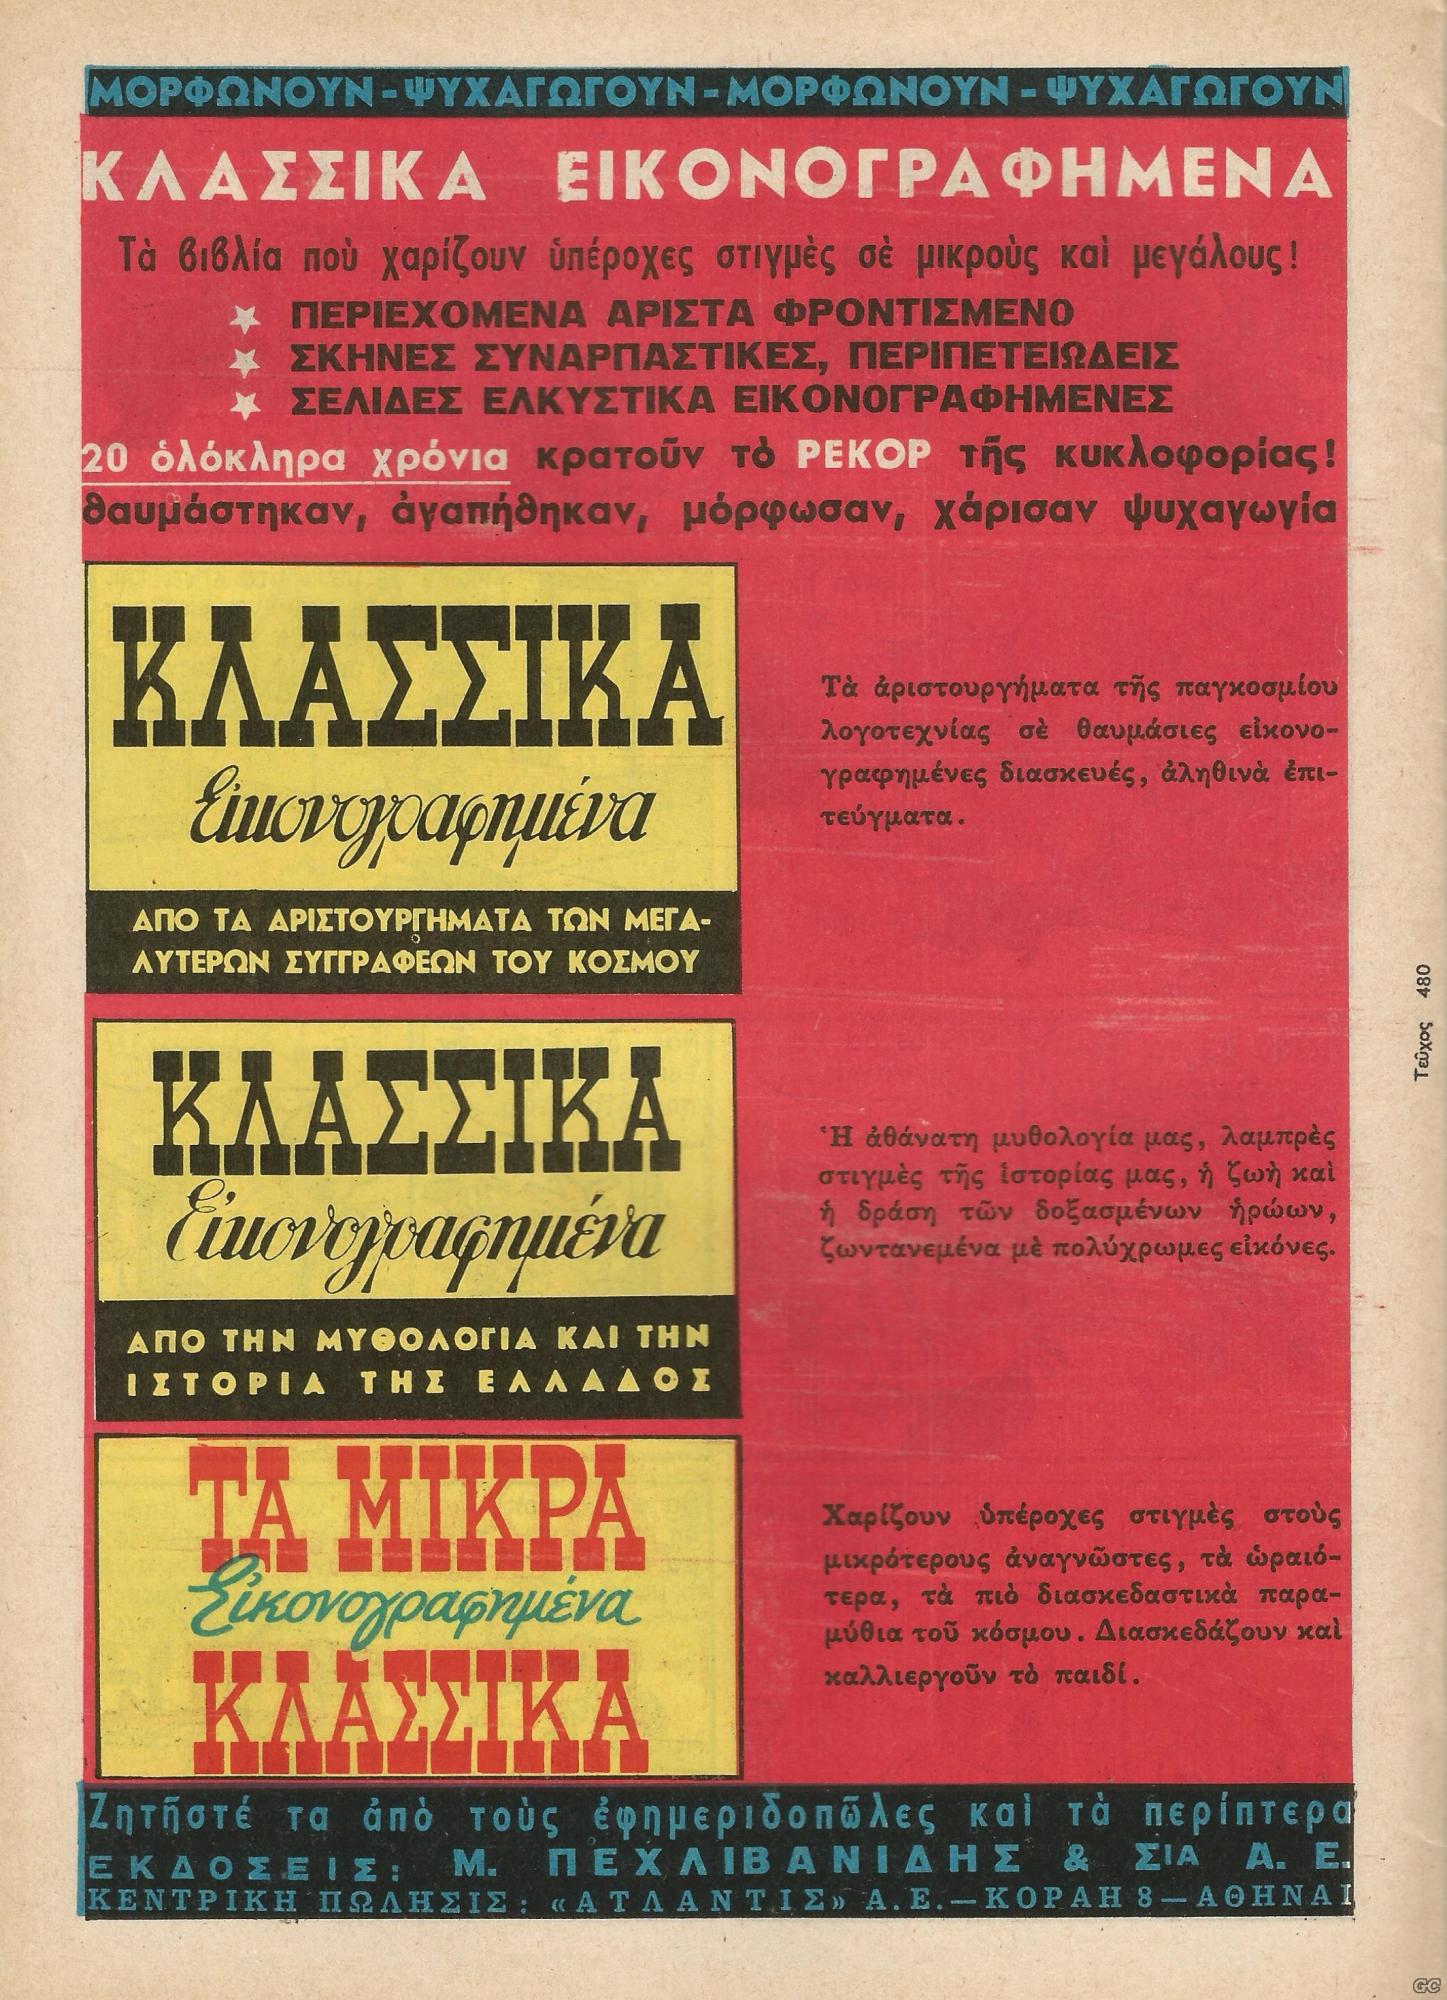 ΜΟΡΦΩΝΟΥΝ - ΨΥΧΑΓΩΓΟΥΝ - ΜΟΡΦΩΝΟΥΝ - ΨΥΧΑΓΩΓΟΥΝ
ΚΛΑΣΣΙΚΑ ΕΙΚΟΝΟΓΡΑΦΗΜΕΝΑ
Τὰ βιβλία ποὺ χαρίζουν ὑπέροχες στιγμὲς σὲ μικροὺς καὶ μεγάλους!
ΠΕΡΙΕΧΟΜΕΝΑ ΑΡΙΣΤΑ ΦΡΟΝΤΙΣΜΕΝΟ
ΣΚΗΝΕΣ ΣΥΝΑΡΠΑΣΤΙΚΕΣ, ΠΕΡΙΠΕΤΕΙΩΔΕΙΣ
ΣΕΛΙΔΕΣ ΕΛΚΥΣΤΙΚΑ ΕΙΚΟΝΟΓΡΑΦΗΜΕΝΕΣ
20 ὁλόκληρα χρόνια κρατοῦν τὸ ΡΕΚΟΡ τῆς κυκλοφορίας!
θαυμάστηκαν, ἀγαπήθηκαν, μόρφωσαν, χάρισαν ψυχαγωγία
ΚΛΑΣΣΙΚΑ
Εἰκονογραφημένα
ΑΠΟ ΤΑ ΑΡΙΣΤΟΥΡΓΗΜΑΤΑ ΤΩΝ ΜΕΓΑ-
ΛΥΤΕΡΩΝ ΣΥΓΓΡΑΦΕΩΝ ΤΟΥ ΚΟΣΜΟΥ
Τὰ ἀριστουργήματα τῆς παγκοσμίου
λογοτεχνίας σὲ θαυμάσιες εἰκονο-
γραφημένες διασκευές, ἀληθινὰ ἐπι-
τεύγματα.
ΚΛΑΣΣΙΚΑ
Εἰκονογραφημένα
ΑΠΟ ΤΗΝ ΜΥΘΟΛΟΓΙΑ ΚΑΙ ΤΗΝ
ΙΣΤΟΡΙΑ ΤΗΣ ΕΛΛΑΔΟΣ
Ἡ ἀθάνατη μυθολογία μας, λαμπρὲς
στιγμὲς τῆς ἱστορίας μας, ἡ ζωὴ καὶ
ἡ δράση τῶν δοξασμένων ἡρώων,
ζωντανεμένα μὲ πολύχρωμες εἰκόνες.
ΤΑ ΜΙΚΡΑ
Εἰκονογραφημένα
ΚΛΑΣΣΙΚΑ
Χαρίζουν ὑπέροχες στιγμὲς στοὺς
μικρότερους ἀναγνῶστες, τὰ ὡραιό-
τερα, τὰ πιὸ διασκεδαστικὰ παρα-
μύθια τοῦ κόσμου. Διασκεδάζουν καὶ
καλλιεργοῦν τὸ παιδί.
Ζητῆστέ τα ἀπὸ τοὺς ἐφημεριδοπῶλες καὶ τὰ περίπτερα
ΕΚΔΟΣΕΙΣ: Μ. ΠΕΧΛΙΒΑΝΙΔΗΣ & ΣΙΑ Α. Ε.
ΚΕΝΤΡΙΚΗ ΠΩΛΗΣΙΣ: «ΑΤΛΑΝΤΙΣ» Α.Ε.—ΚΟΡΑΗ 8—ΑΘΗΝΑΙ
Τεῦχος 480
GC